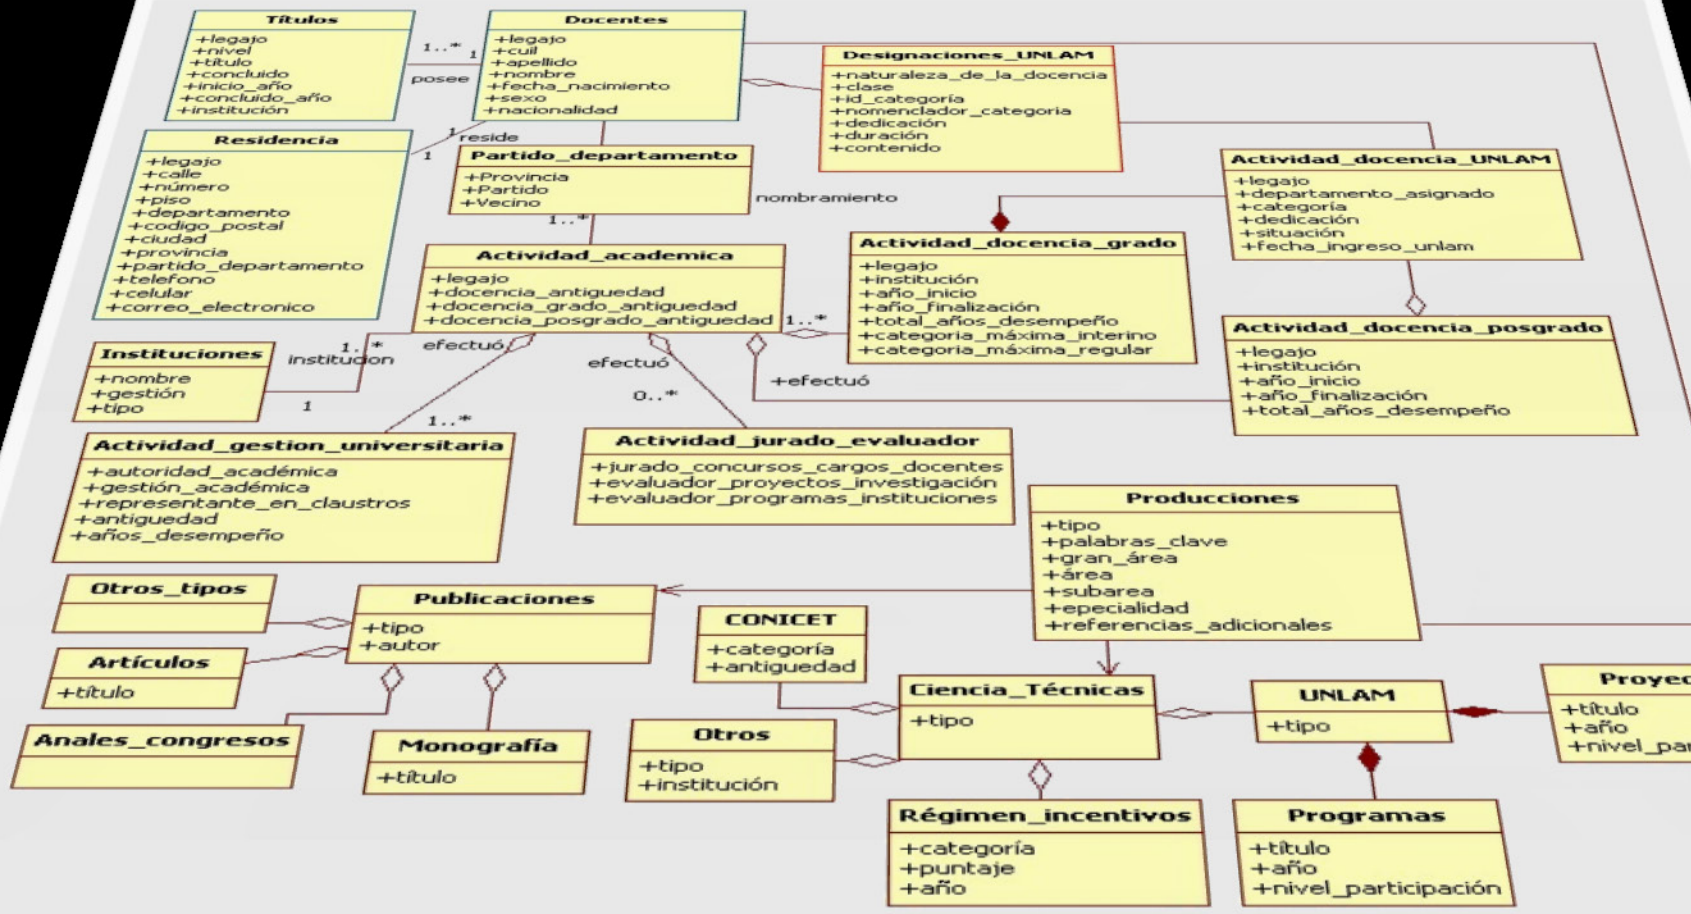 Títulos
+legajo
+nivel
+título
+concluido
+inicio_año
+concluido_año
+institución
1..*
1
posee
Docentes
+legajo
+cuil
+apellido
+nombre
+fecha_nacimiento
+sexo
+nacionalidad
Designaciones_UNLAM
+naturaleza_de_la_docencia
+clase
+id_categoría
+nomenclador_categoria
+dedicación
+duración
+contenido
Residencia
+legajo
+calle
+número
+piso
+departamento
+codigo_postal
+ciudad
+provincia
+partido_departamento
+telefono
+celular
+correo_electronico
1
reside
1
Partido_departamento
+Provincia
+Partido
+Vecino
nombramiento
1..*
Actividad_docencia_UNLAM
+legajo
+departamento_asignado
+categoría
+dedicación
+situación
+fecha_ingreso_unlam
Actividad_academica
+legajo
+docencia_antiguedad
+docencia_grado_antiguedad
+docencia_posgrado_antiguedad
1..*
Actividad_docencia_grado
+legajo
+institución
+año_inicio
+año_finalización
+total_años_desempeño
+categoria_máxima_interino
+categoria_máxima_regular
Actividad_docencia_posgrado
+legajo
+institución
+año_inicio
+año_finalización
+total_años_desempeño
Instituciones
+nombre
+gestión
+tipo
1..*
institucion
1
efectuó
1..*
efectuó
0..*
+efectuó
Actividad_gestion_universitaria
+autoridad_académica
+gestión_académica
+representante_en_claustros
+antiguedad
+años_desempeño
Actividad_jurado_evaluador
+jurado_concursos_cargos_docentes
+evaluador_proyectos_investigación
+evaluador_programas_instituciones
Producciones
+tipo
+palabras_clave
+gran_área
+área
+subarea
+epecialidad
+referencias_adicionales
Otros_tipos
Publicaciones
+tipo
+autor
Artículos
+título
Anales_congresos
Monografía
+título
CONICET
+categoría
+antiguedad
Otros
+tipo
+institución
Ciencia_Técnicas
+tipo
UNLAM
+tipo
+título
+año
Régimen_incentivos
+categoría
+puntaje
+año
Programas
+título
+año
+nivel_participación